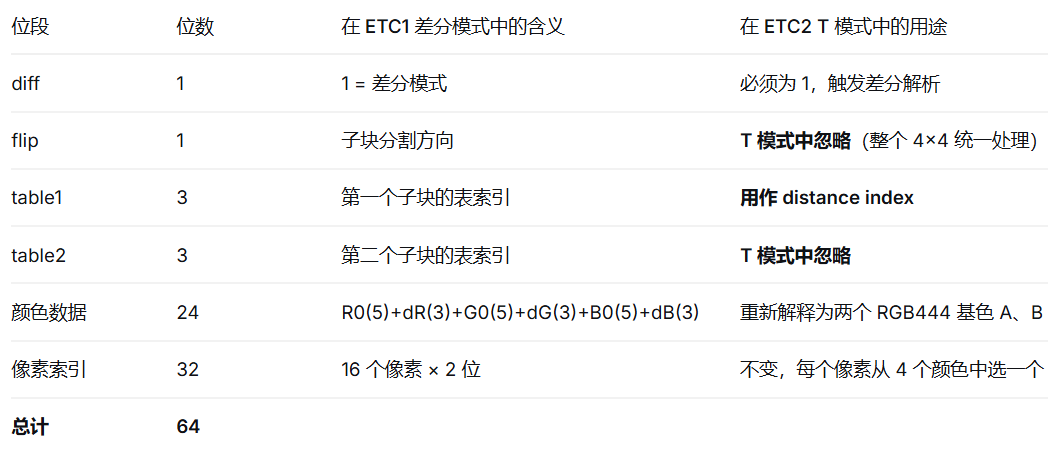 位段 位数 在 ETC1 差分模式中的含义 在 ETC2 T 模式中的用途
diff 1 1 = 差分模式 必须为 1，触发差分解析
flip 1 子块分割方向 T 模式中忽略（整个 4×4 统一处理）
table1 3 第一个子块的表索引 用作 distance index
table2 3 第二个子块的表索引 T 模式中忽略
颜色数据 24 R0(5)+dR(3)+G0(5)+dG(3)+B0(5)+dB(3) 重新解释为两个 RGB444 基色 A、B
像素索引 32 16 个像素 × 2 位 不变，每个像素从 4 个颜色中选一个
总计 64